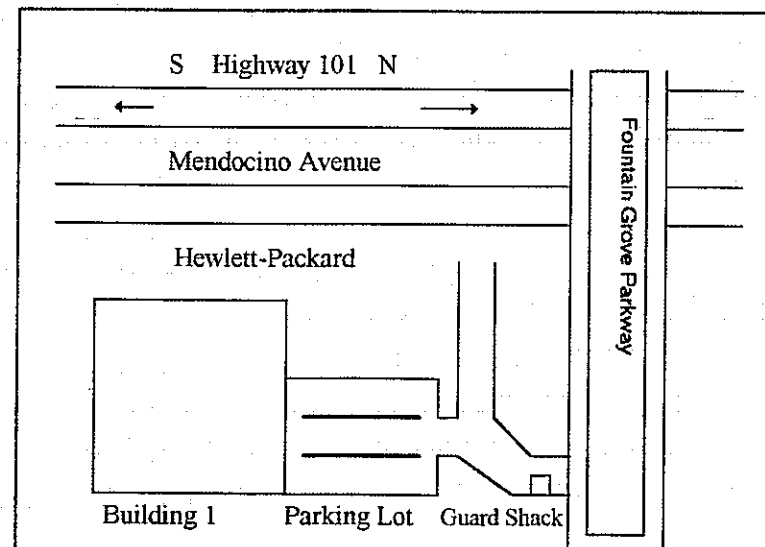 S Highway 101 N
Mendocino Avenue
Fountain Grove Parkway
Hewlett-Packard
Building 1
Parking Lot
Guard Shack